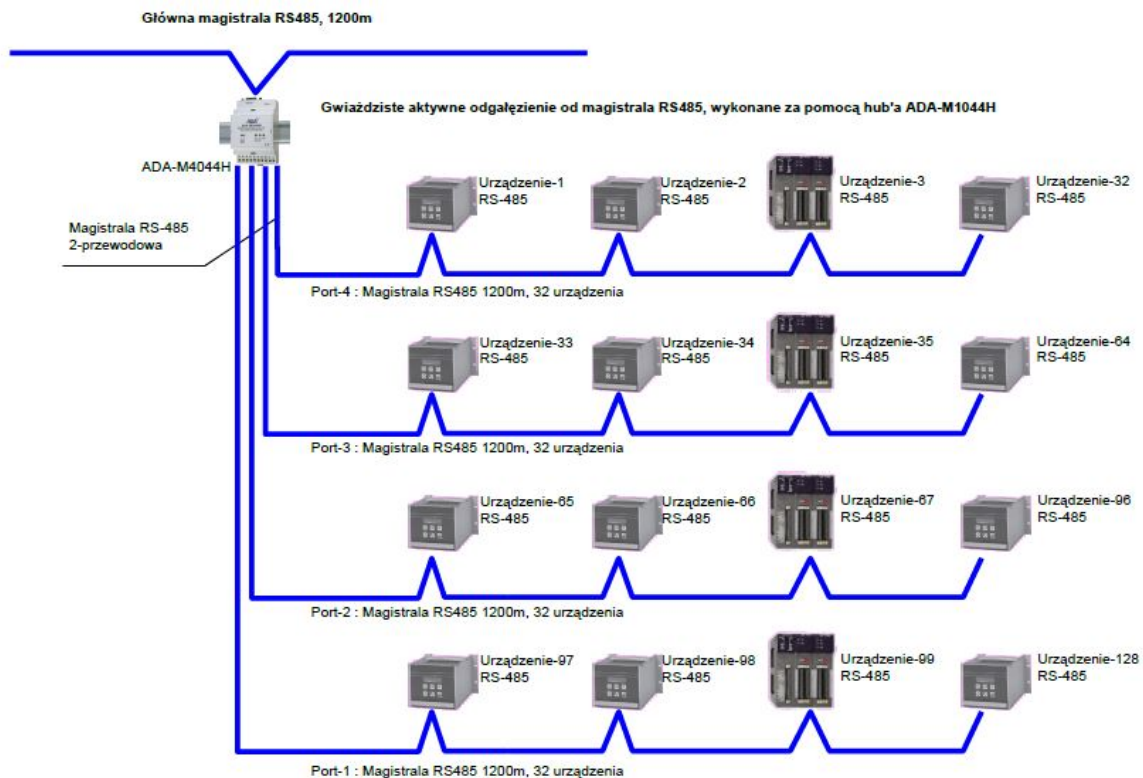 Główna magistrala RS485, 1200m
Gwiaździste aktywne odgałęzienie od magistrala RS485, wykonane za pomocą hub'a ADA-M1044H
ADA-M4044H
Magistrala RS-485
2-przewodowa
Urządzenie-1
RS-485
Urządzenie-2
RS-485
Urządzenie-3
RS-485
Urządzenie-32
RS-485
Port-4 : Magistrala RS485 1200m, 32 urządzenia
Urządzenie-33
RS-485
Urządzenie-34
RS-485
Urządzenie-35
RS-485
Urządzenie-64
RS-485
Port-3 : Magistrala RS485 1200m, 32 urządzenia
Urządzenie-65
RS-485
Urządzenie-66
RS-485
Urządzenie-67
RS-485
Urządzenie-96
RS-485
Port-2 : Magistrala RS485 1200m, 32 urządzenia
Urządzenie-97
RS-485
Urządzenie-98
RS-485
Urządzenie-99
RS-485
Urządzenie-128
RS-485
Port-1 : Magistrala RS485 1200m, 32 urządzenia